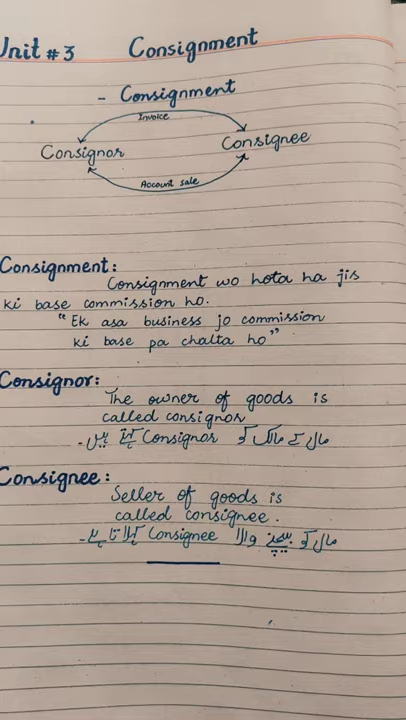 Unit # 3 Consignment
- Consignment
Invoice
Consignor Consignee
Account sale
Consignment:
Consignment wo hota ha jis
ki base commission ho.
"Ek asa business jo commission
ki base pa chalta ho"
Consignor:
The owner of goods is
called consignor
مال کے مالک کو Consignor کہتے ہیں۔
Consignee:
Seller of goods is
called consignee.
مال کو بیچنے والا Consignee کہلاتا ہے۔